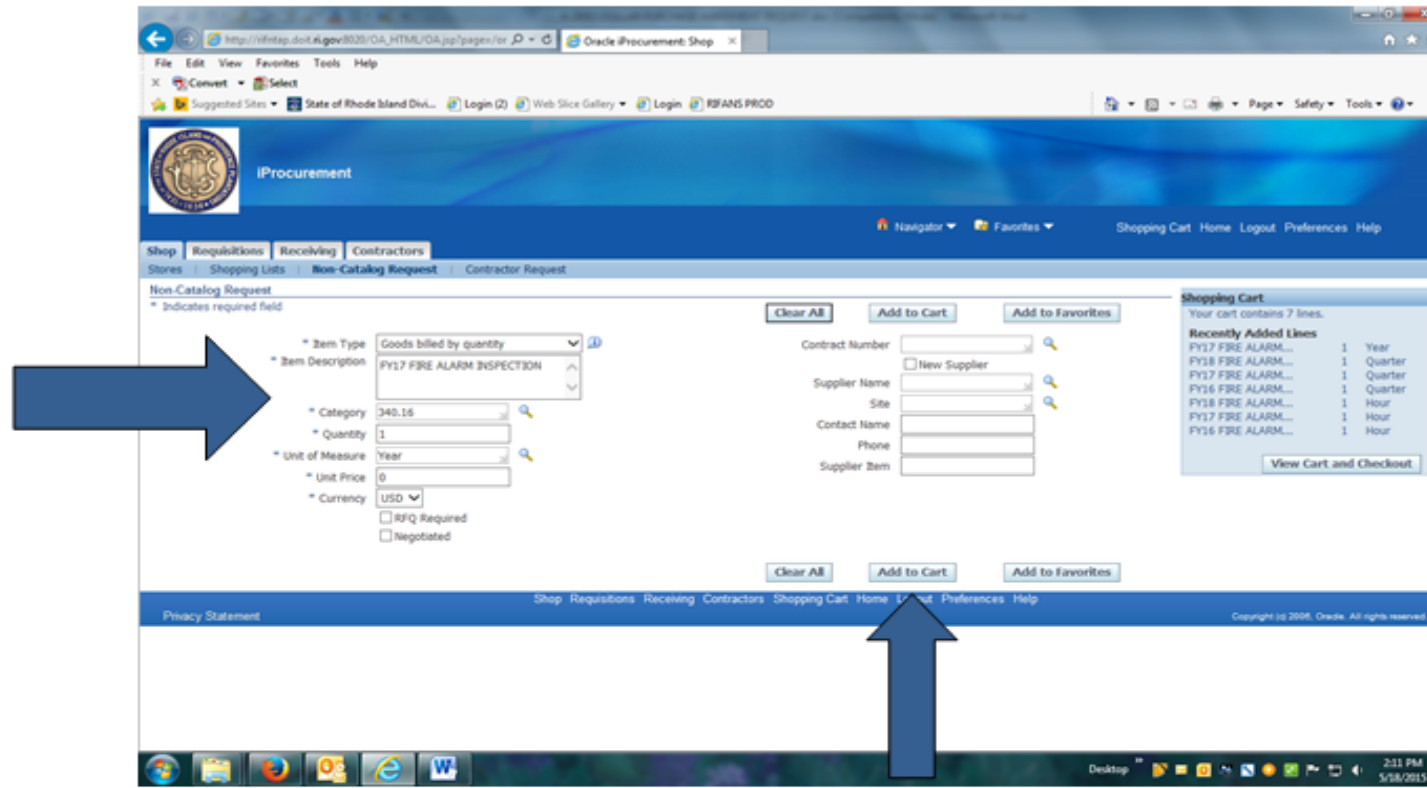 http://rifntap.doit.ri.gov:8020/OA_HTML/OA.jsp?page=/or
Oracle iProcurement: Shop
File Edit View Favorites Tools Help
Convert Select
Suggested Sites State of Rhode Island Divi... Login (2) Web Slice Gallery Login RIFANS PROD Page Safety Tools
iProcurement
Navigator Favorites Shopping Cart Home Logout Preferences Help
Shop Requisitions Receiving Contractors
Stores | Shopping Lists | Non-Catalog Request | Contractor Request
Non-Catalog Request
* Indicates required field
Clear All Add to Cart Add to Favorites
* Item Type Goods billed by quantity
* Item Description FY17 FIRE ALARM INSPECTION
* Category 340.16
* Quantity 1
* Unit of Measure Year
* Unit Price 0
* Currency USD
RFQ Required
Negotiated
Contract Number
New Supplier
Supplier Name
Site
Contact Name
Phone
Supplier Item
Shopping Cart
Your cart contains 7 lines.
Recently Added Lines
FY17 FIRE ALARM... 1 Year
FY18 FIRE ALARM... 1 Quarter
FY17 FIRE ALARM... 1 Quarter
FY16 FIRE ALARM... 1 Quarter
FY18 FIRE ALARM... 1 Hour
FY17 FIRE ALARM... 1 Hour
FY16 FIRE ALARM... 1 Hour
View Cart and Checkout
Clear All Add to Cart Add to Favorites
Shop Requisitions Receiving Contractors Shopping Cart Home Logout Preferences Help
Privacy Statement
Copyright (c) 2006, Oracle. All rights reserved.
Desktop
2:11 PM
5/18/2015